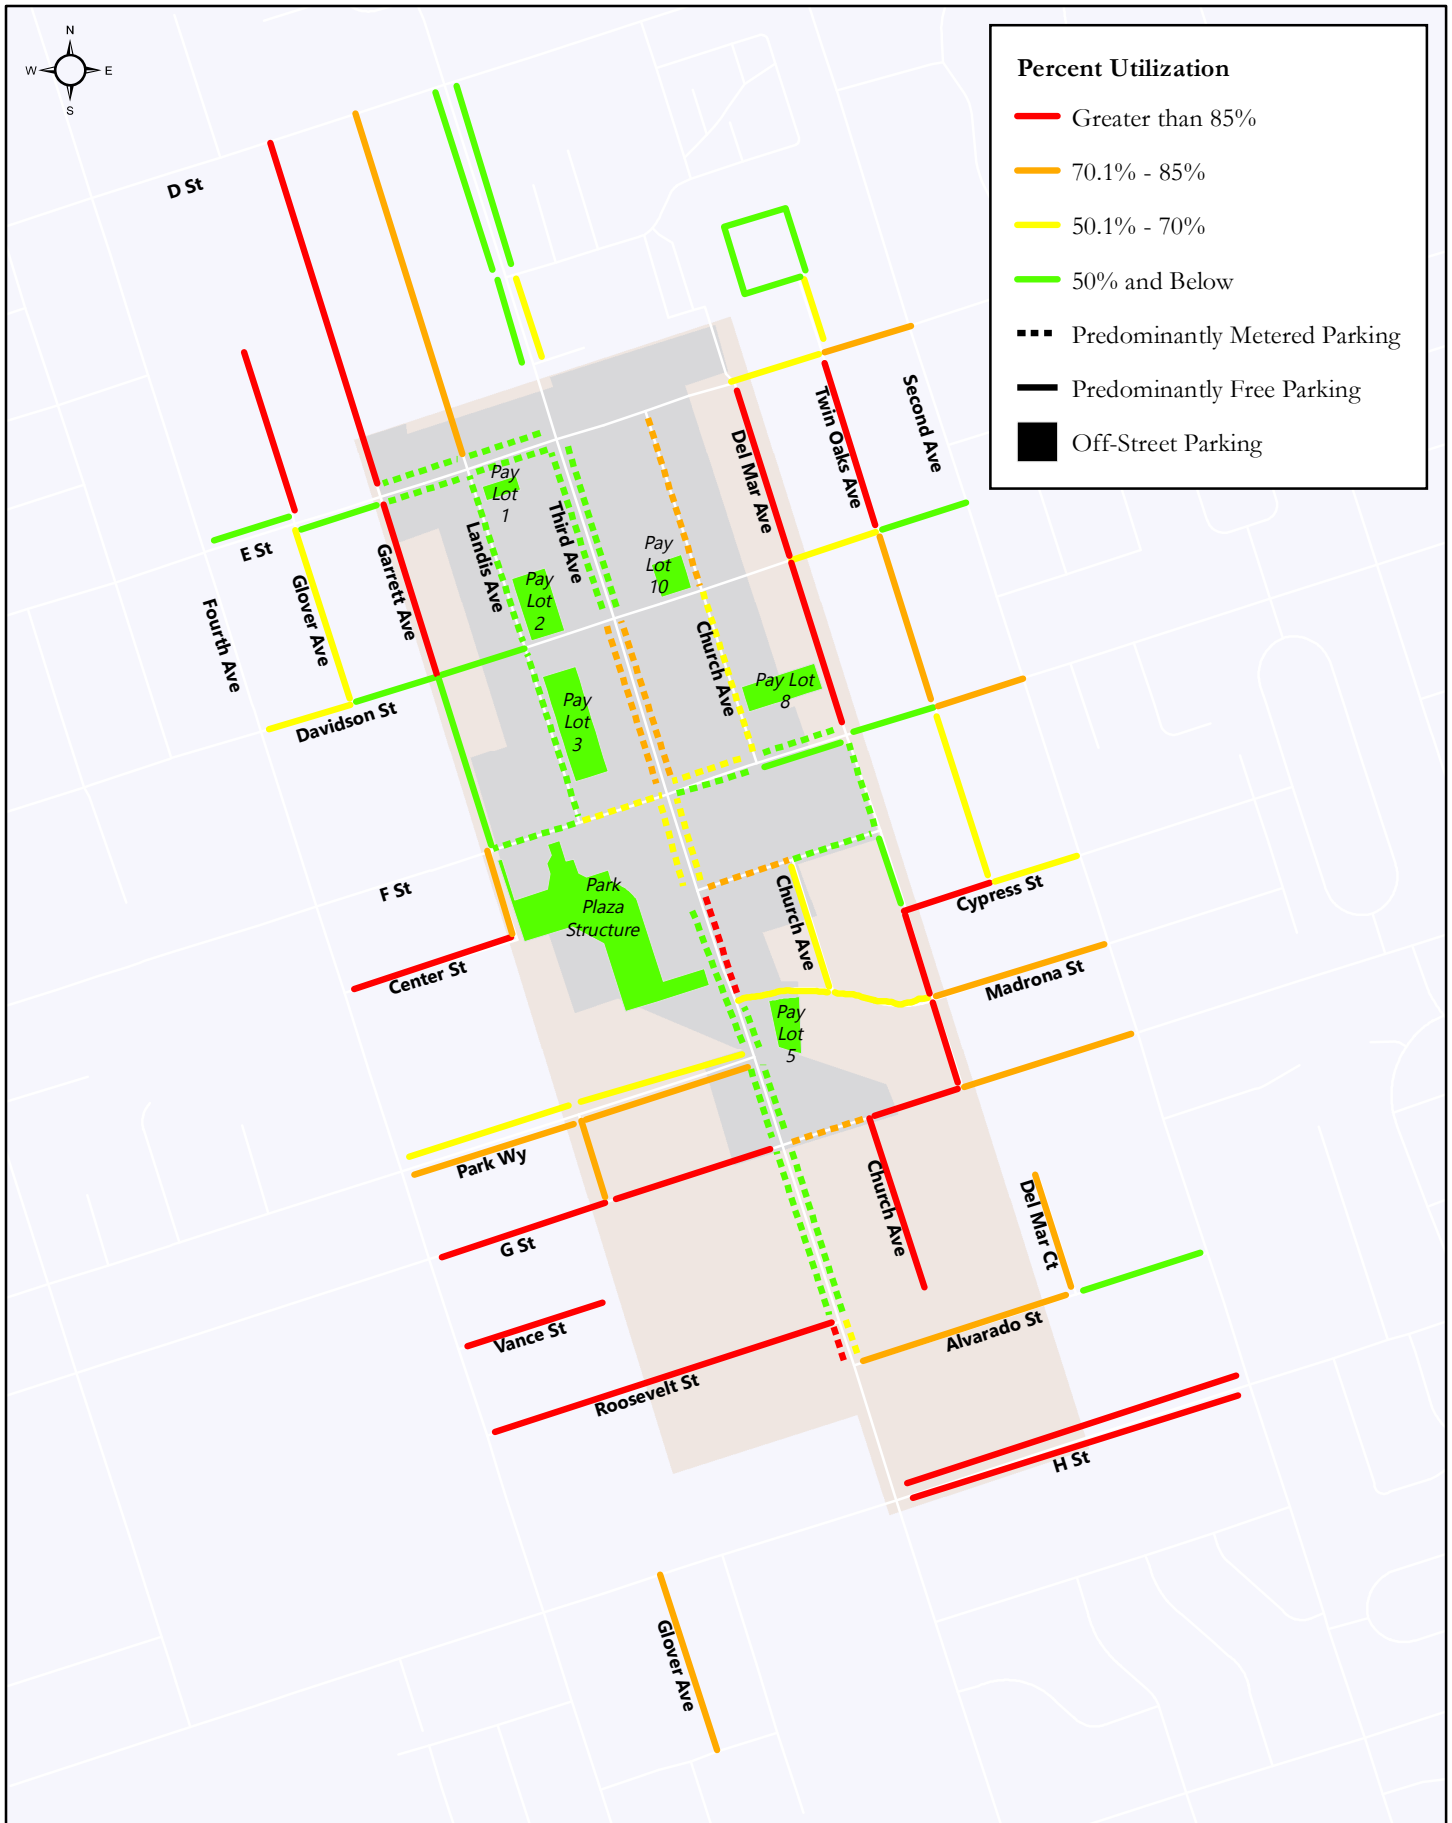 N
W E
S
Percent Utilization
Greater than 85%
70.1% - 85%
50.1% - 70%
50% and Below
Predominantly Metered Parking
Predominantly Free Parking
Off-Street Parking
D St
Second Ave
Twin Oaks Ave
Del Mar Ave
Pay
Lot
1
Third Ave
Landis Ave
E St
Garrett Ave
Glover Ave
Fourth Ave
Pay
Lot
10
Pay
Lot
2
Church Ave
Pay Lot
8
Pay
Lot
3
Davidson St
F St
Park
Plaza
Structure
Church Ave
Cypress St
Center St
Madrona St
Pay
Lot
5
Park Wy
Church Ave
Del Mar Ct
G St
Vance St
Alvarado St
Roosevelt St
H St
Glover Ave